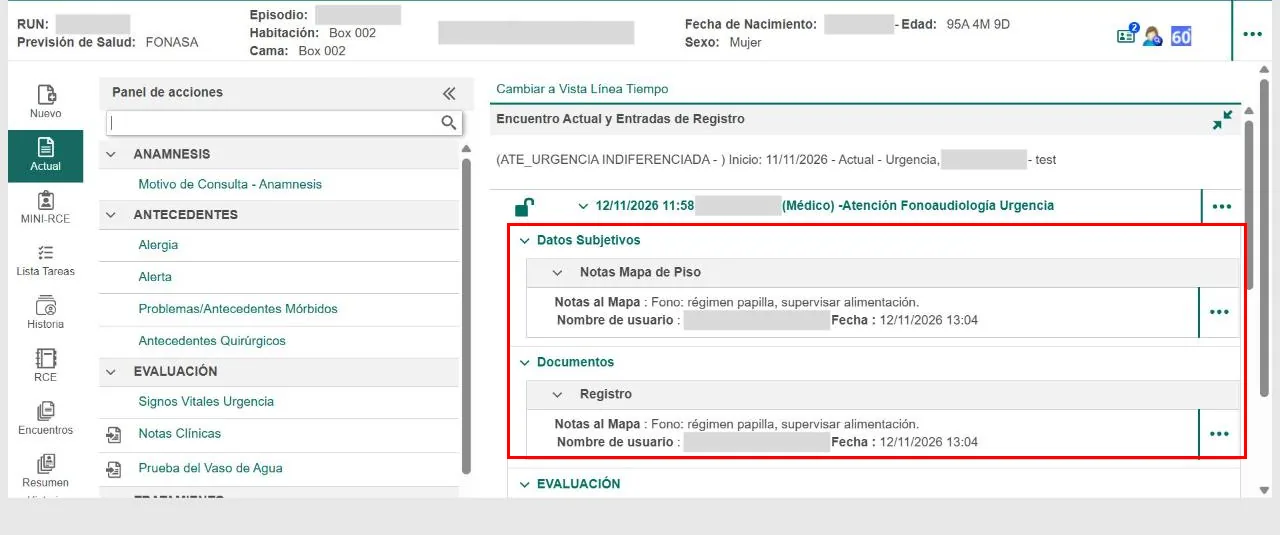 RUN:
Previsión de Salud: FONASA
Episodio:
Habitación: Box 002
Cama: Box 002
Fecha de Nacimiento: - Edad: 95A 4M 9D
Sexo: Mujer
2
60
Nuevo
Actual
MINI-RCE
Lista Tareas
Historia
RCE
Encuentros
Resumen
Panel de acciones
ANAMNESIS
Motivo de Consulta - Anamnesis
ANTECEDENTES
Alergia
Alerta
Problemas/Antecedentes Mórbidos
Antecedentes Quirúrgicos
EVALUACIÓN
Signos Vitales Urgencia
Notas Clínicas
Prueba del Vaso de Agua
TRATAMIENTO
Cambiar a Vista Línea Tiempo
Encuentro Actual y Entradas de Registro
(ATE_URGENCIA INDIFERENCIADA - ) Inicio: 11/11/2026 - Actual - Urgencia, - test
12/11/2026 11:58 (Médico) -Atención Fonoaudiología Urgencia
Datos Subjetivos
Notas Mapa de Piso
Notas al Mapa : Fono: régimen papilla, supervisar alimentación.
Nombre de usuario : Fecha : 12/11/2026 13:04
Documentos
Registro
Notas al Mapa : Fono: régimen papilla, supervisar alimentación.
Nombre de usuario : Fecha : 12/11/2026 13:04
EVALUACIÓN